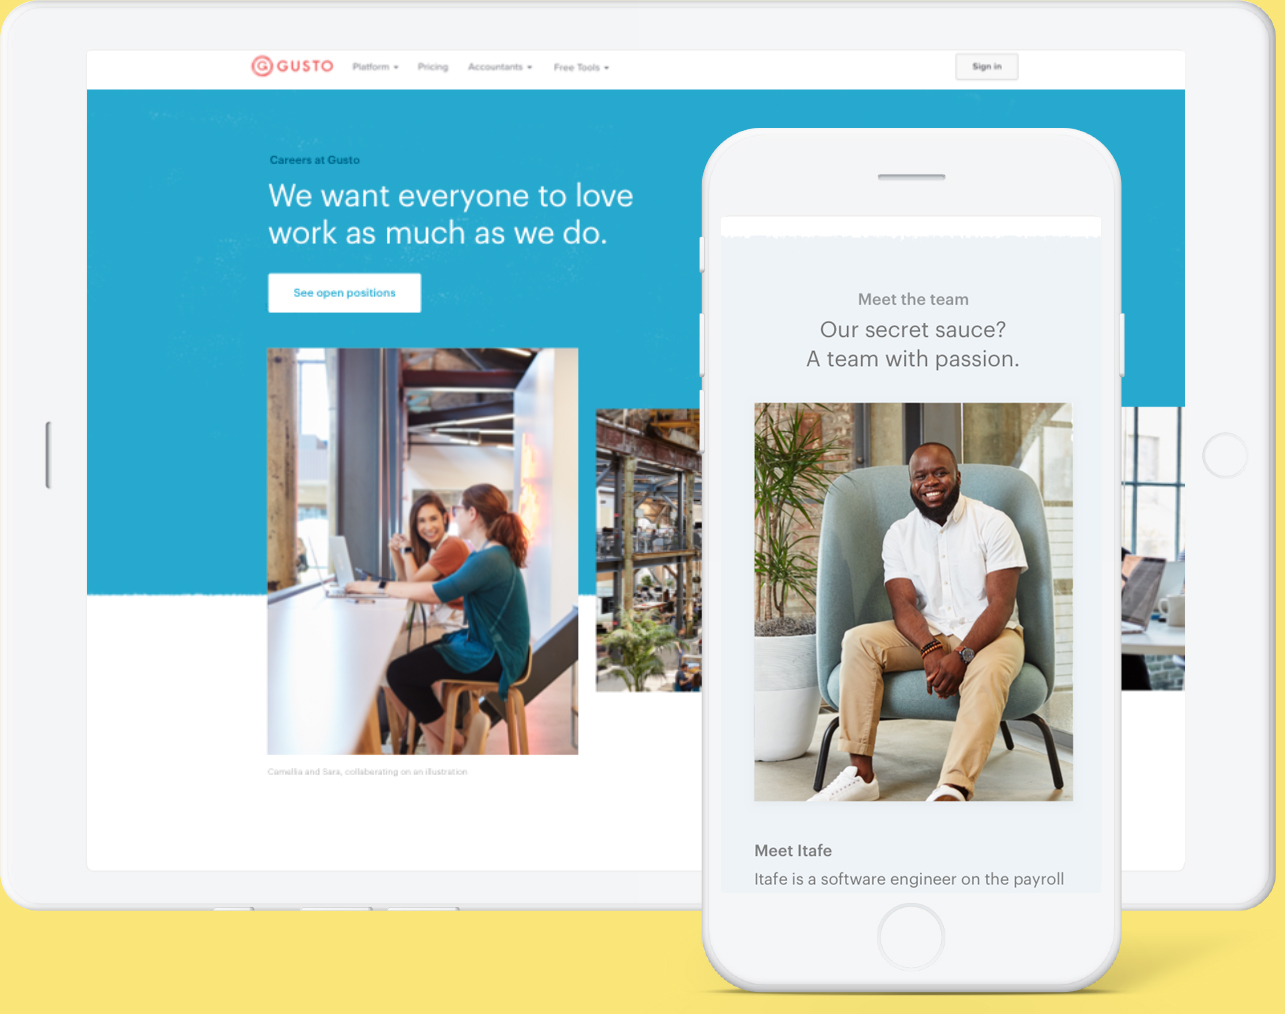 GUSTO
Platform
Pricing
Accountants
Free Tools
Sign in
Careers at Gusto
We want everyone to love
work as much as we do.
See open positions
Camellia and Sara, collaborating on an illustration
Meet the team
Our secret sauce?
A team with passion.
Meet Itafe
Itafe is a software engineer on the payroll